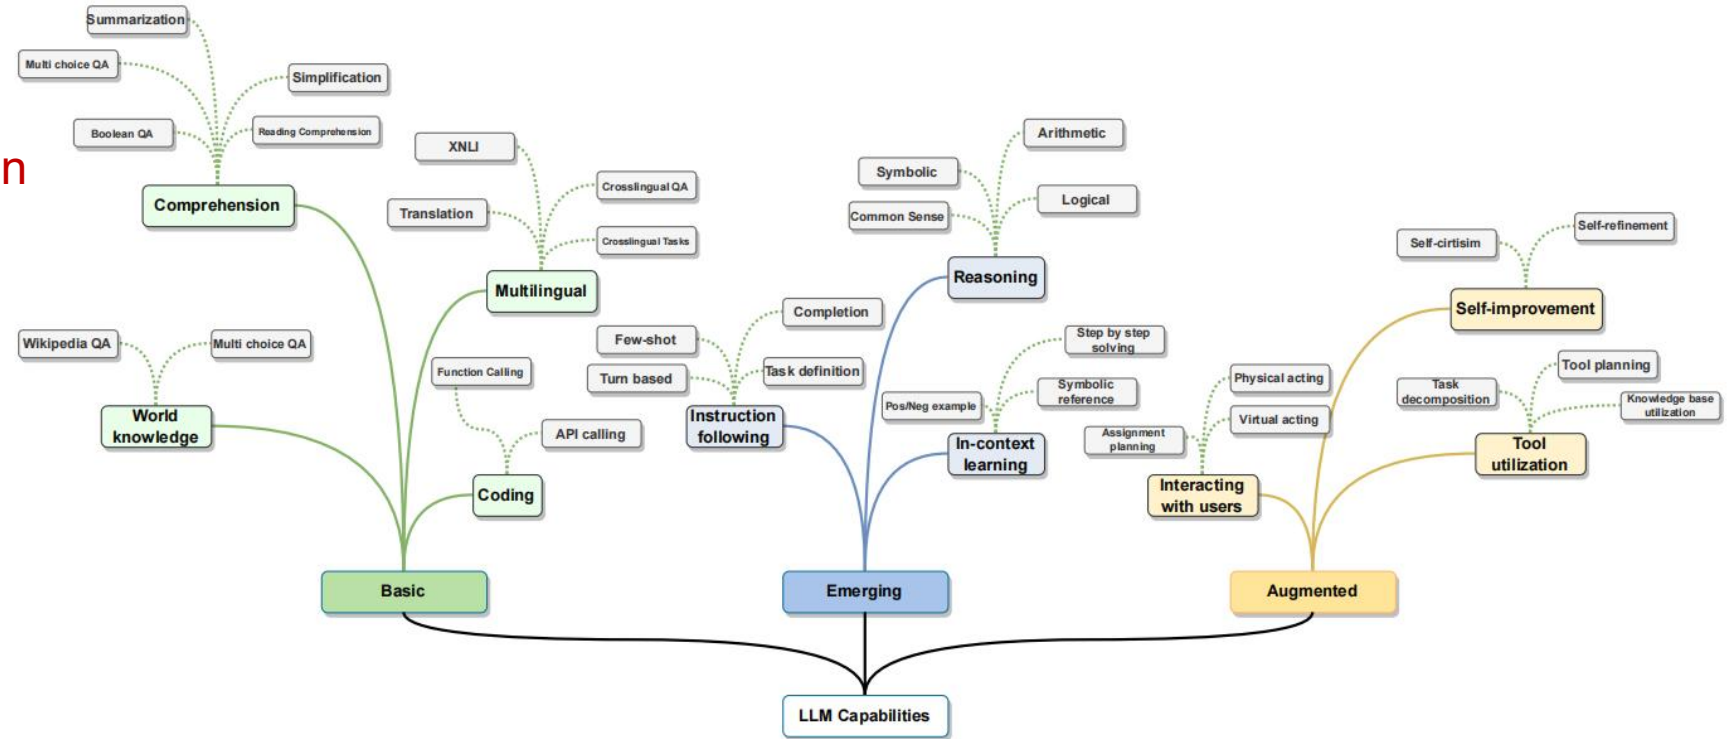 Summarization
Multi choice QA
Simplification
Boolean QA
Reading Comprehension
n
Comprehension
XNLI
Crosslingual QA
Translation
Crosslingual Tasks
Multilingual
Wikipedia QA
Multi choice QA
World
knowledge
Function Calling
API calling
Coding
Arithmetic
Symbolic
Logical
Common Sense
Reasoning
Completion
Few-shot
Turn based
Task definition
Instruction
following
Step by step
solving
Symbolic
reference
Pos/Neg example
In-context
learning
Self-cirtisim
Self-refinement
Self-improvement
Physical acting
Virtual acting
Assignment
planning
Interacting
with users
Tool planning
Task
decomposition
Knowledge base
utilization
Tool
utilization
Basic
Emerging
Augmented
LLM Capabilities